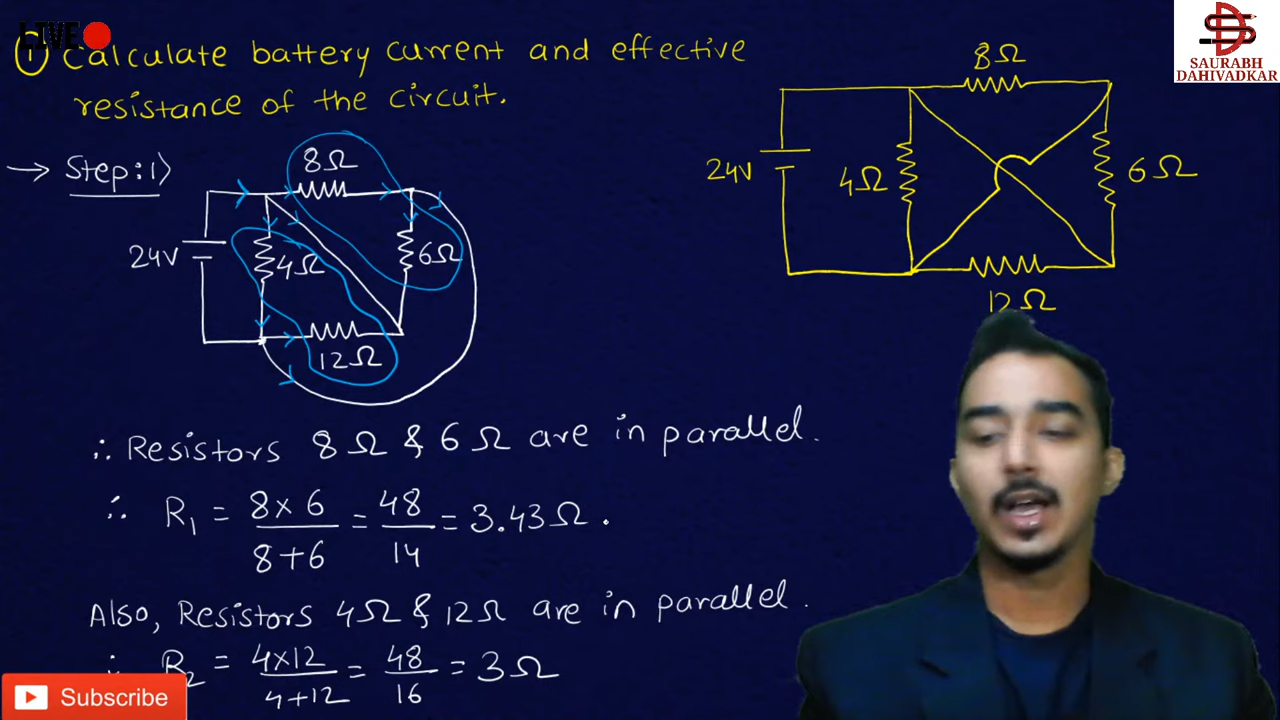 LIVE
① Calculate battery current and effective
resistance of the circuit.
→ Step:1)
8Ω
24V
4Ω
6Ω
12Ω
8Ω
24V
4Ω
6Ω
12Ω
SAURABH
DAHIVADKAR
∴ Resistors 8Ω & 6Ω are in parallel.
∴ R₁ = 8×6/8+6 = 48/14 = 3.43Ω.
Also, Resistors 4Ω & 12Ω are in parallel.
∴ R₂ = 4×12/4+12 = 48/16 = 3Ω
Subscribe